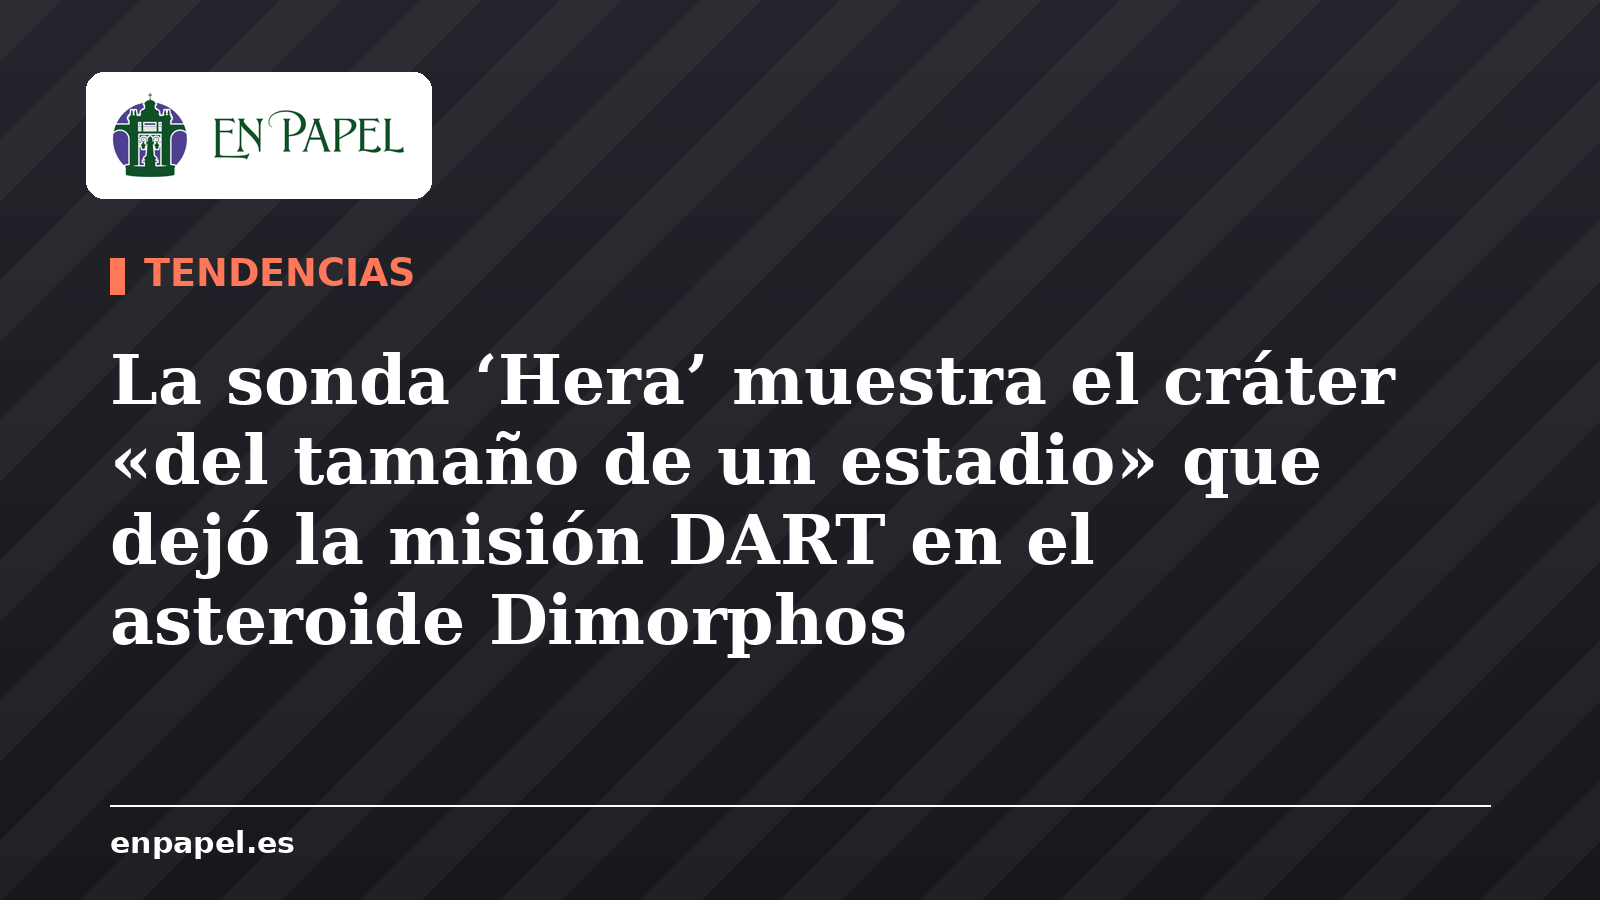 EN PAPEL
TENDENCIAS
La sonda ‘Hera’ muestra el cráter
«del tamaño de un estadio» que
dejó la misión DART en el
asteroide Dimorphos
enpapel.es